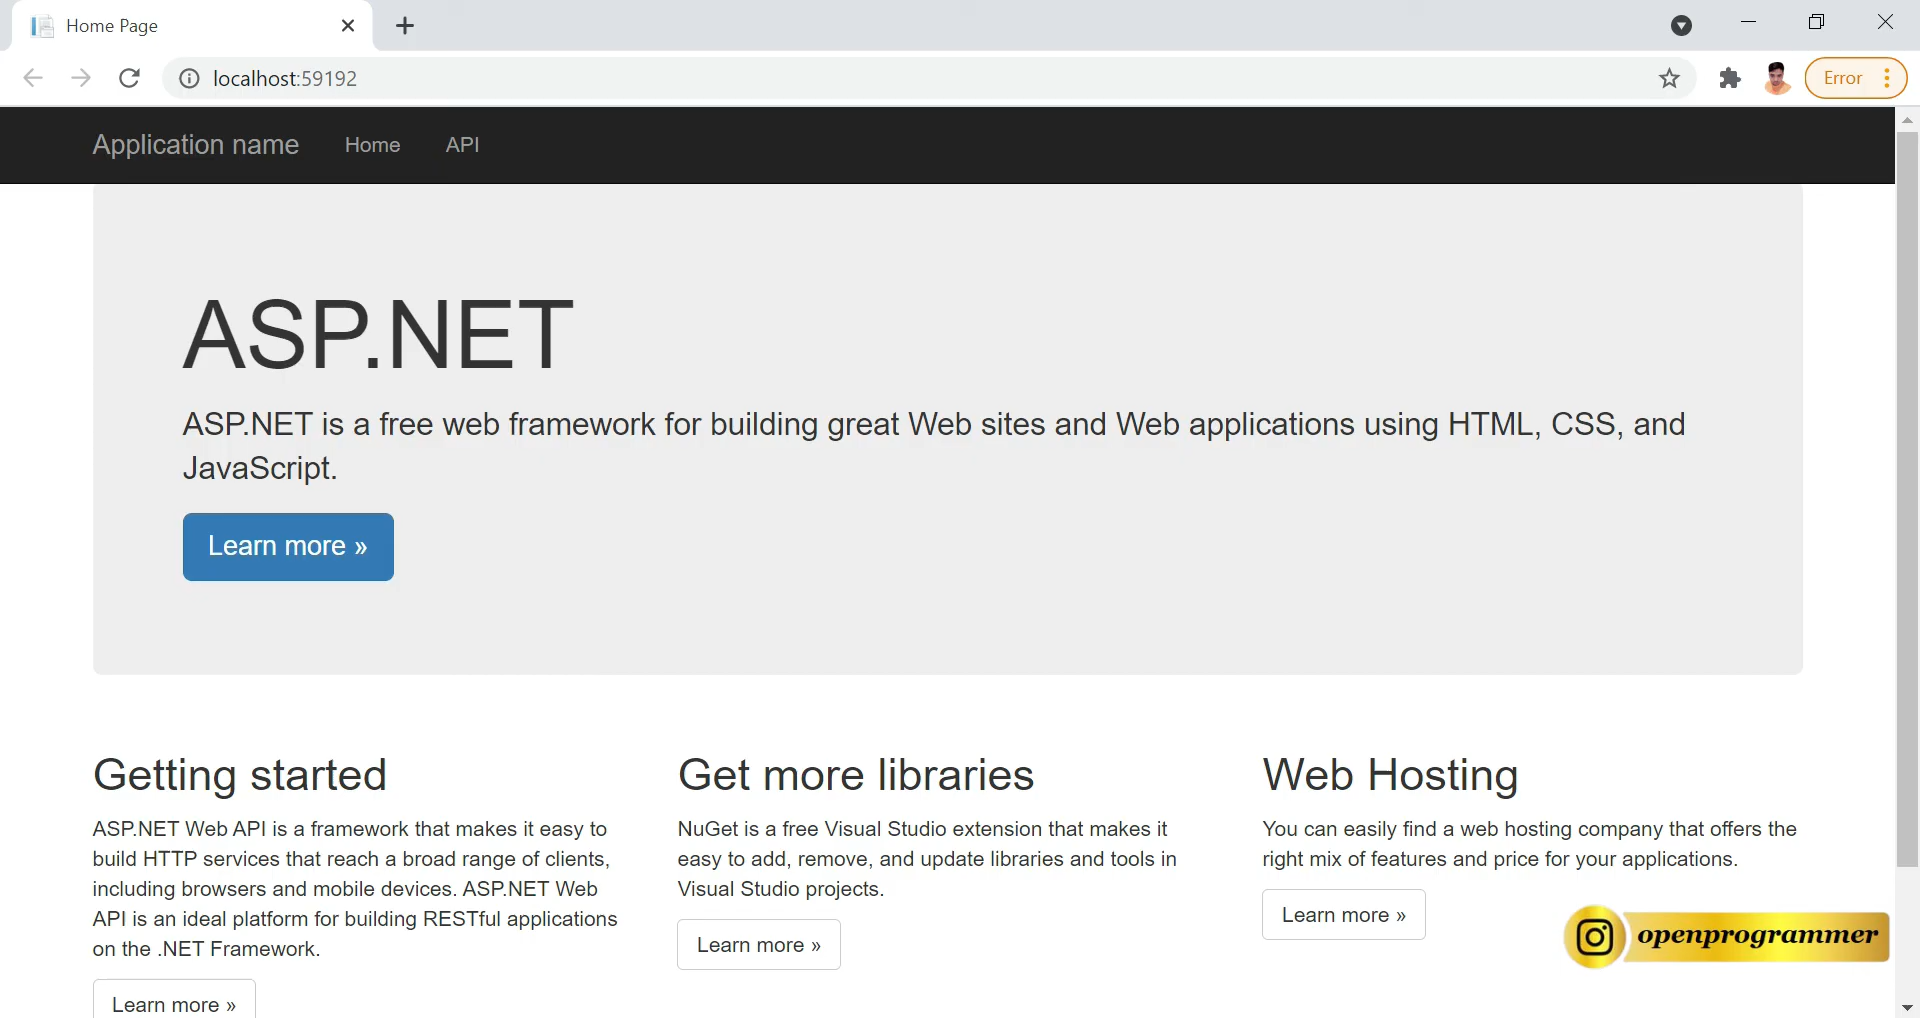 Home Page
localhost:59192
Error
Application name Home API
ASP.NET
ASP.NET is a free web framework for building great Web sites and Web applications using HTML, CSS, and
JavaScript.
Learn more »
Getting started
ASP.NET Web API is a framework that makes it easy to
build HTTP services that reach a broad range of clients,
including browsers and mobile devices. ASP.NET Web
API is an ideal platform for building RESTful applications
on the .NET Framework.
Learn more »
Get more libraries
NuGet is a free Visual Studio extension that makes it
easy to add, remove, and update libraries and tools in
Visual Studio projects.
Learn more »
Web Hosting
You can easily find a web hosting company that offers the
right mix of features and price for your applications.
Learn more »
openprogrammer